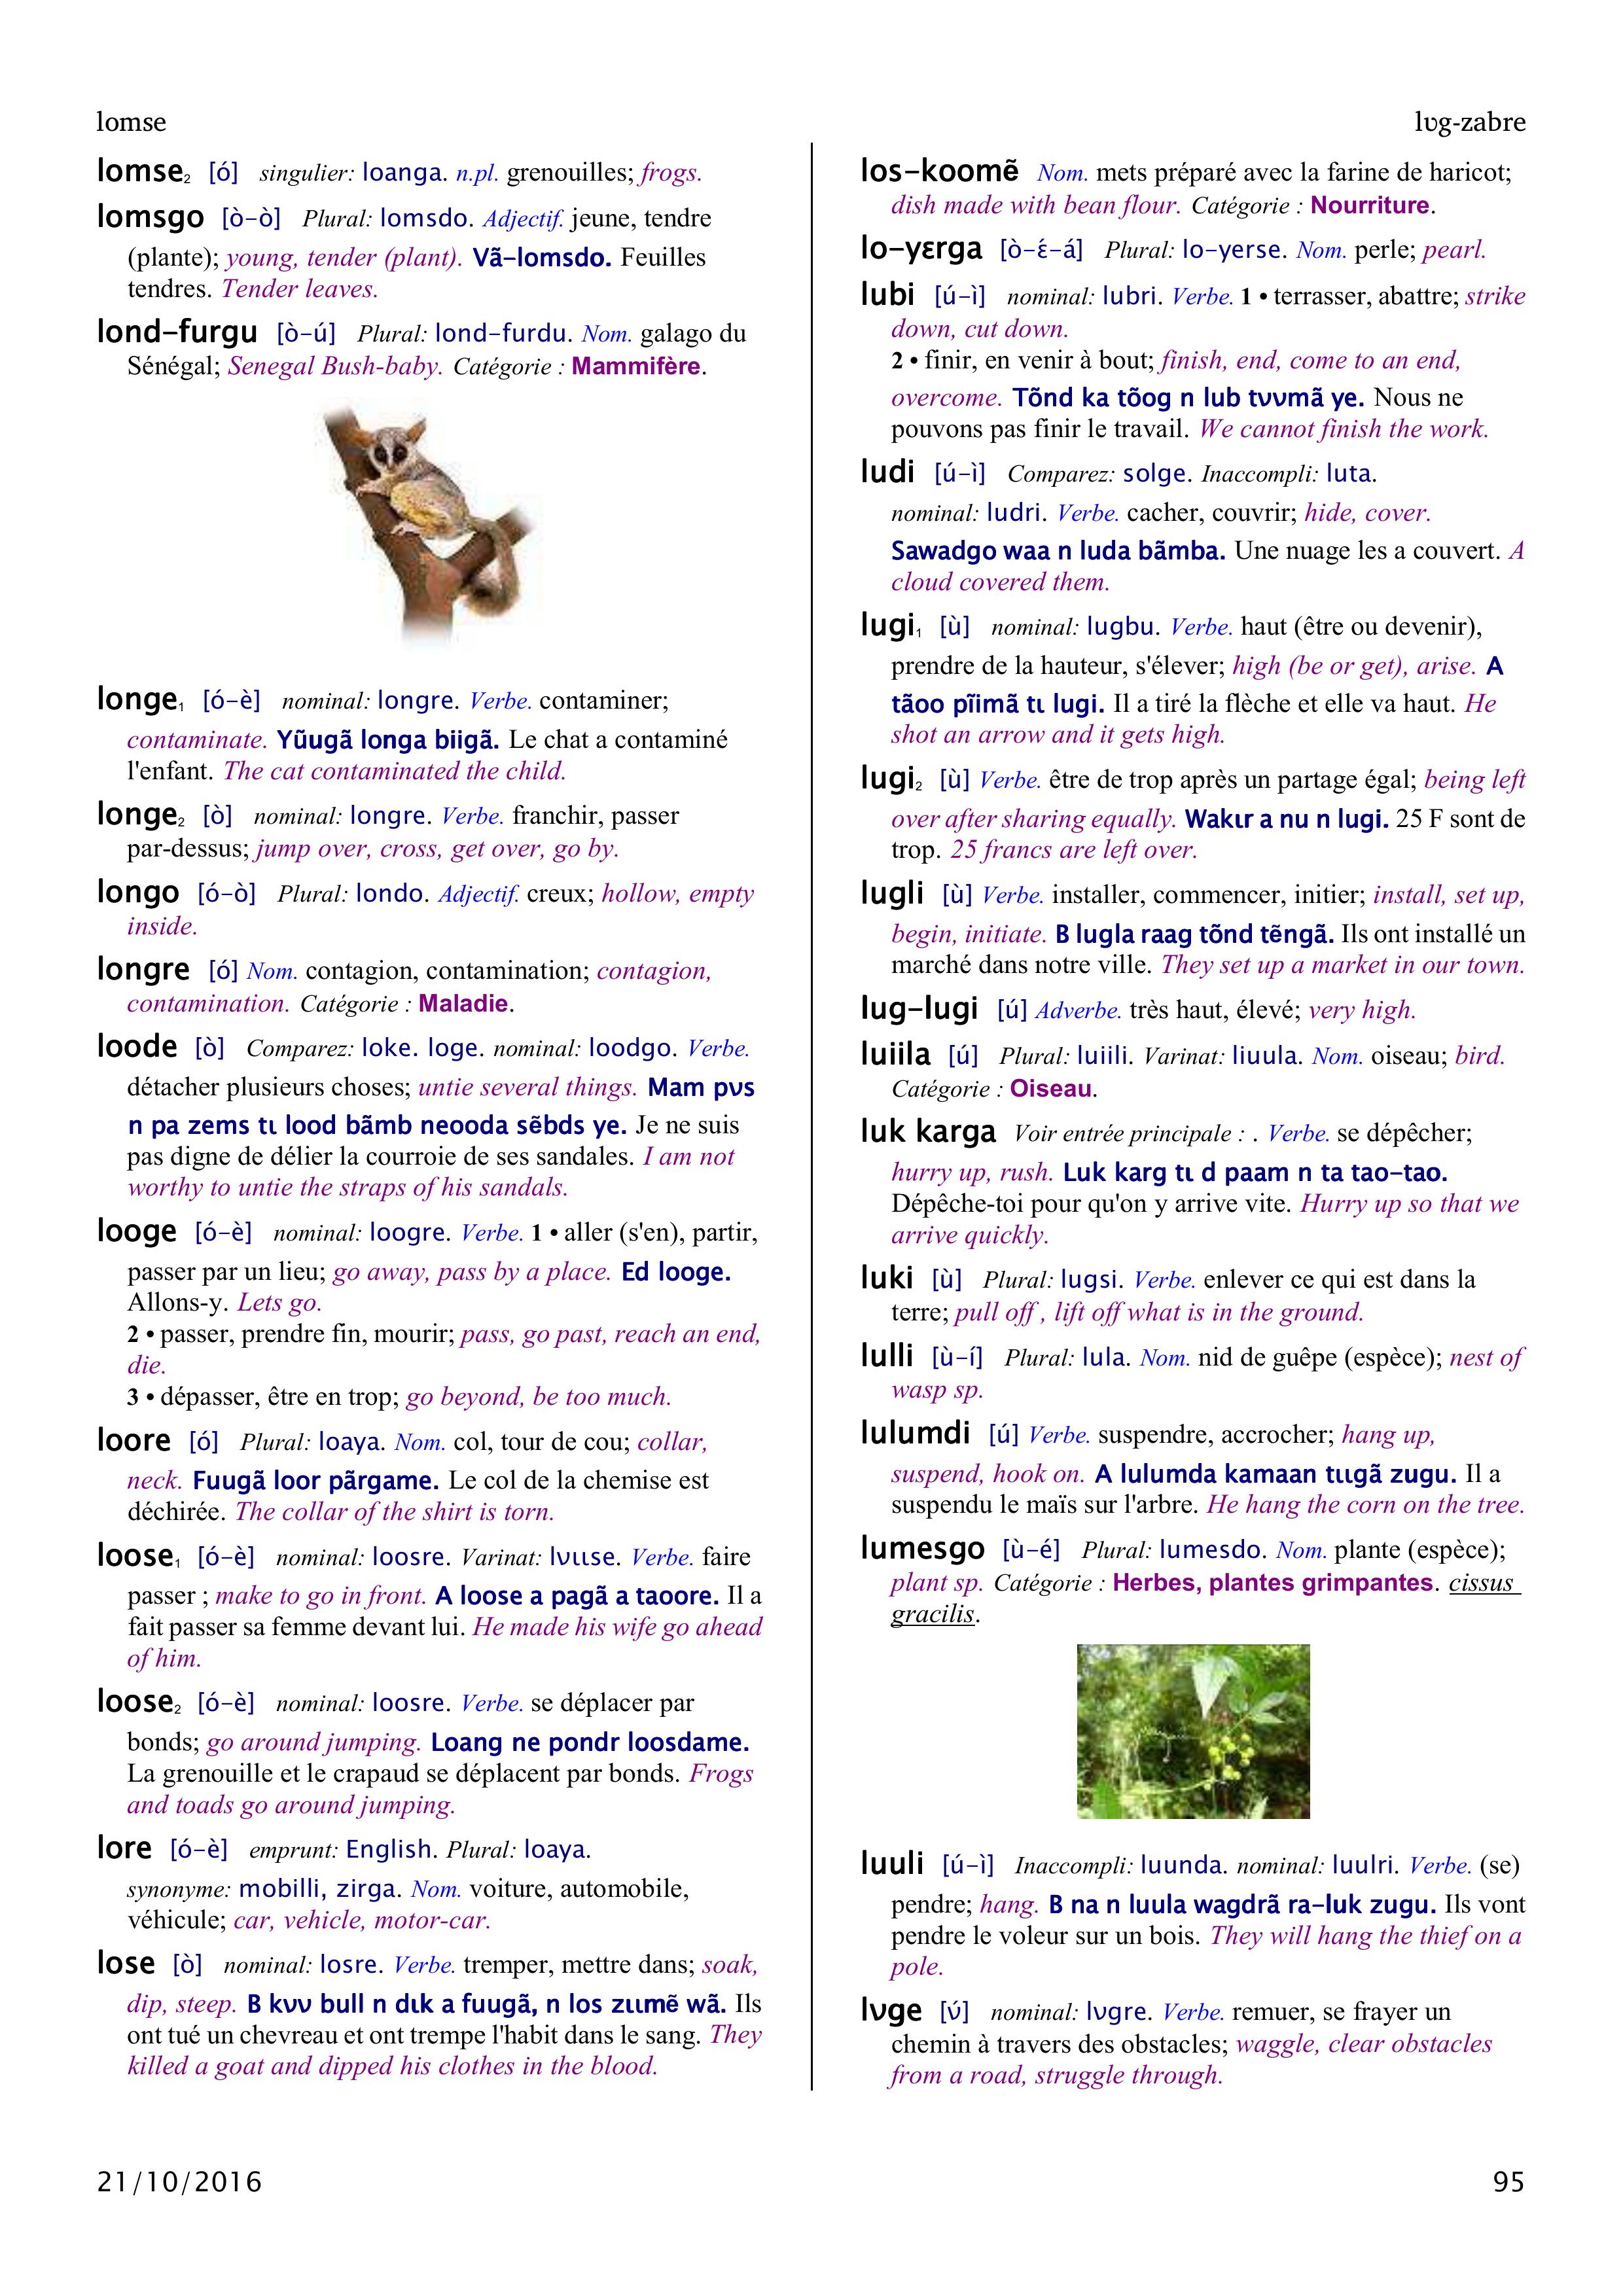 lomse
lʋg-zabre
lomse₂ [ó] singulier: loanga. n.pl. grenouilles; frogs.
lomsgo [ò-ò] Plural: lomsdo. Adjectif. jeune, tendre
(plante); young, tender (plant). Vã-lomsdo. Feuilles
tendres. Tender leaves.
lond-furgu [ò-ú] Plural: lond-furdu. Nom. galago du
Sénégal; Senegal Bush-baby. Catégorie : Mammifère.
longe₁ [ó-è] nominal: longre. Verbe. contaminer;
contaminate. Yũugã longa biigã. Le chat a contaminé
l'enfant. The cat contaminated the child.
longe₂ [ò] nominal: longre. Verbe. franchir, passer
par-dessus; jump over, cross, get over, go by.
longo [ó-ò] Plural: londo. Adjectif. creux; hollow, empty
inside.
longre [ó] Nom. contagion, contamination; contagion,
contamination. Catégorie : Maladie.
loode [ò] Comparez: loke. loge. nominal: loodgo. Verbe.
détacher plusieurs choses; untie several things. Mam pʋs
n pa zems tɩ lood bãmb neooda sẽbds ye. Je ne suis
pas digne de délier la courroie de ses sandales. I am not
worthy to untie the straps of his sandals.
looge [ó-è] nominal: loogre. Verbe. 1 • aller (s'en), partir,
passer par un lieu; go away, pass by a place. Ed looge.
Allons-y. Lets go.
2 • passer, prendre fin, mourir; pass, go past, reach an end,
die.
3 • dépasser, être en trop; go beyond, be too much.
loore [ó] Plural: loaya. Nom. col, tour de cou; collar,
neck. Fuugã loor pãrgame. Le col de la chemise est
déchirée. The collar of the shirt is torn.
loose₁ [ó-è] nominal: loosre. Varinat: lʋɩɩse. Verbe. faire
passer ; make to go in front. A loose a pagã a taoore. Il a
fait passer sa femme devant lui. He made his wife go ahead
of him.
loose₂ [ó-è] nominal: loosre. Verbe. se déplacer par
bonds; go around jumping. Loang ne pondr loosdame.
La grenouille et le crapaud se déplacent par bonds. Frogs
and toads go around jumping.
lore [ó-è] emprunt: English. Plural: loaya.
synonyme: mobilli, zirga. Nom. voiture, automobile,
véhicule; car, vehicle, motor-car.
lose [ò] nominal: losre. Verbe. tremper, mettre dans; soak,
dip, steep. B kʋʋ bull n dɩk a fuugã, n los zɩɩmẽ wã. Ils
ont tué un chevreau et ont trempe l'habit dans le sang. They
killed a goat and dipped his clothes in the blood.
los-koomẽ Nom. mets préparé avec la farine de haricot;
dish made with bean flour. Catégorie : Nourriture.
lo-yɛrga [ò-ɛ́-á] Plural: lo-yerse. Nom. perle; pearl.
lubi [ú-ì] nominal: lubri. Verbe. 1 • terrasser, abattre; strike
down, cut down.
2 • finir, en venir à bout; finish, end, come to an end,
overcome. Tõnd ka tõog n lub tʋʋmã ye. Nous ne
pouvons pas finir le travail. We cannot finish the work.
ludi [ú-ì] Comparez: solge. Inaccompli: luta.
nominal: ludri. Verbe. cacher, couvrir; hide, cover.
Sawadgo waa n luda bãmba. Une nuage les a couvert. A
cloud covered them.
lugi₁ [ù] nominal: lugbu. Verbe. haut (être ou devenir),
prendre de la hauteur, s'élever; high (be or get), arise. A
tãoo pĩimã tɩ lugi. Il a tiré la flèche et elle va haut. He
shot an arrow and it gets high.
lugi₂ [ù] Verbe. être de trop après un partage égal; being left
over after sharing equally. Wakɩr a nu n lugi. 25 F sont de
trop. 25 francs are left over.
lugli [ù] Verbe. installer, commencer, initier; install, set up,
begin, initiate. B lugla raag tõnd tẽngã. Ils ont installé un
marché dans notre ville. They set up a market in our town.
lug-lugi [ú] Adverbe. très haut, élevé; very high.
luiila [ú] Plural: luiili. Varinat: liuula. Nom. oiseau; bird.
Catégorie : Oiseau.
luk karga Voir entrée principale : . Verbe. se dépêcher;
hurry up, rush. Luk karg tɩ d paam n ta tao-tao.
Dépêche-toi pour qu'on y arrive vite. Hurry up so that we
arrive quickly.
luki [ù] Plural: lugsi. Verbe. enlever ce qui est dans la
terre; pull off , lift off what is in the ground.
lulli [ù-í] Plural: lula. Nom. nid de guêpe (espèce); nest of
wasp sp.
lulumdi [ú] Verbe. suspendre, accrocher; hang up,
suspend, hook on. A lulumda kamaan tɩɩgã zugu. Il a
suspendu le maïs sur l'arbre. He hang the corn on the tree.
lumesgo [ù-é] Plural: lumesdo. Nom. plante (espèce);
plant sp. Catégorie : Herbes, plantes grimpantes. cissus
gracilis.
luuli [ú-ì] Inaccompli: luunda. nominal: luulri. Verbe. (se)
pendre; hang. B na n luula wagdrã ra-luk zugu. Ils vont
pendre le voleur sur un bois. They will hang the thief on a
pole.
lʋge [ʋ́] nominal: lʋgre. Verbe. remuer, se frayer un
chemin à travers des obstacles; waggle, clear obstacles
from a road, struggle through.
21/10/2016
95